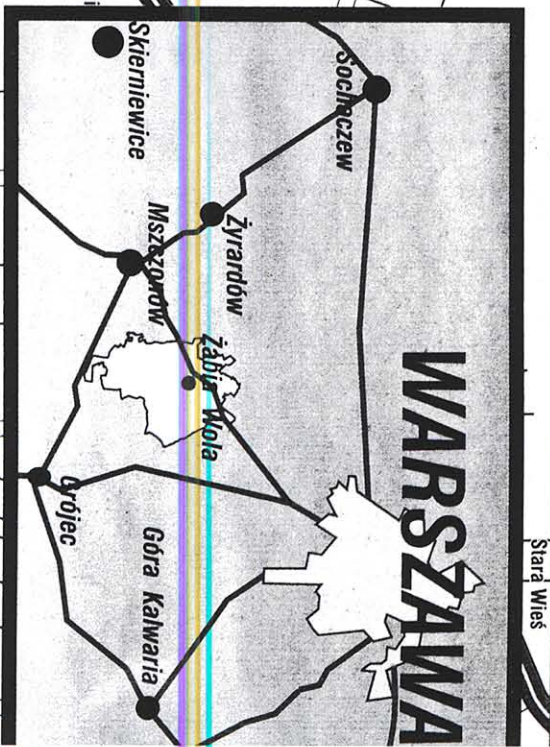 Stara Wieś
WARSZAWA
Sochaczew
Żyrardów
Żabia Wola
Mszczonów
Góra Kalwaria
Skierniewice
Grójec